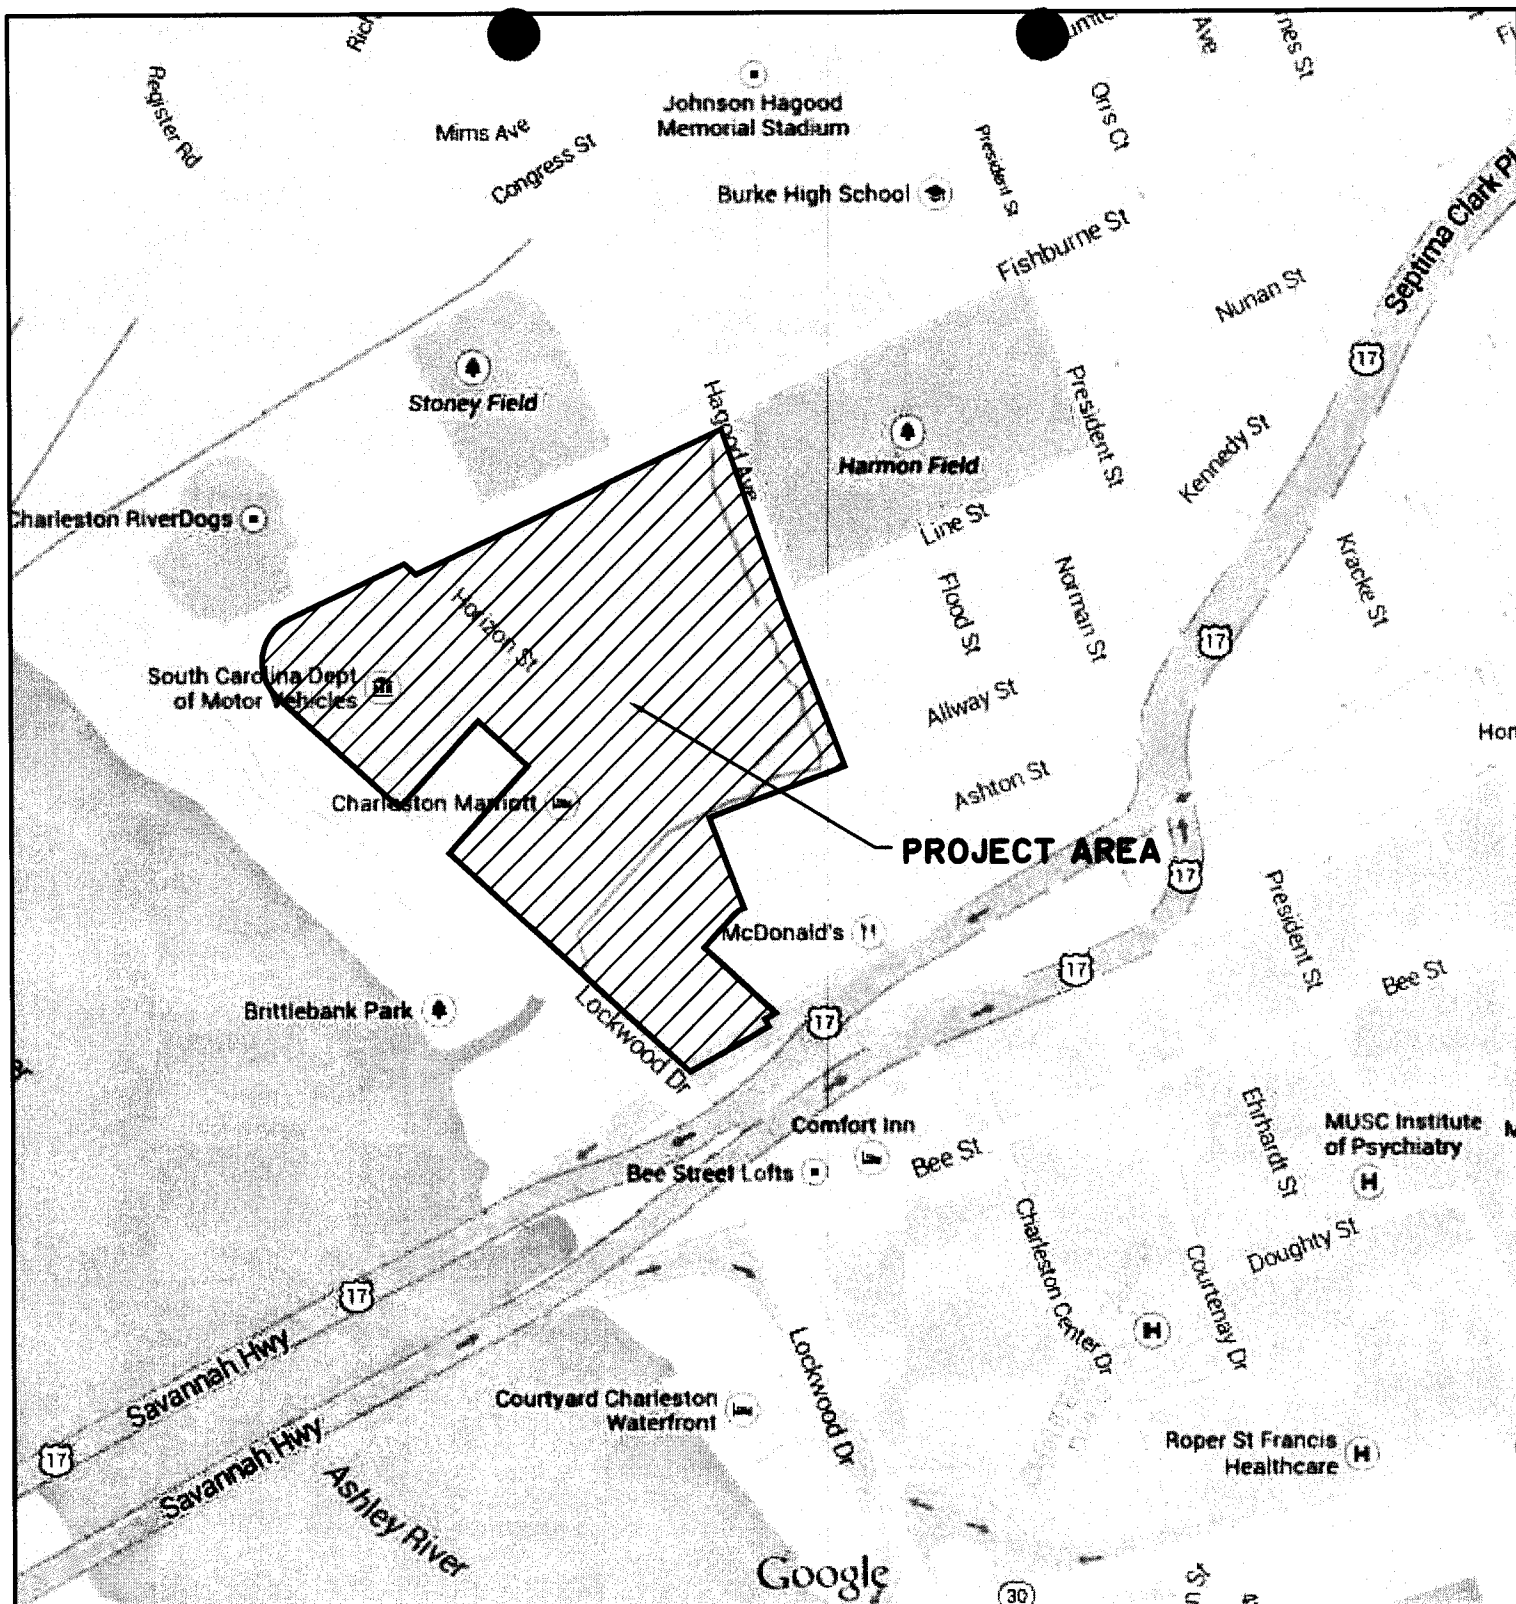 Register Rd
Mims Ave
Congress St
Johnson Hagood
Memorial Stadium
Burke High School
President St
Orrs Ct
Ave
Fishburne St
Nunan St
Septima Clark
17
Stoney Field
Hagood Ave
Harmon Field
President St
Kennedy St
Charleston RiverDogs
Line St
Kracke St
Horizon St
Flood St
Norman St
17
South Carolina Dept
of Motor Vehicles
Allway St
Ashton St
Charleston Marriott
PROJECT AREA
17
McDonald's
President St
17
Bee St
Brittlebank Park
Lockwood Dr
17
Comfort Inn
Bee Street Lofts
Bee St
Ehrhardt St
MUSC Institute
of Psychiatry
H
Charleston Center Dr
Courtenay Dr
Doughty St
17
H
Savannah Hwy
Lockwood Dr
Courtyard Charleston
Waterfront
17
Savannah Hwy
Ashley River
Roper St Francis
Healthcare
H
Google
30